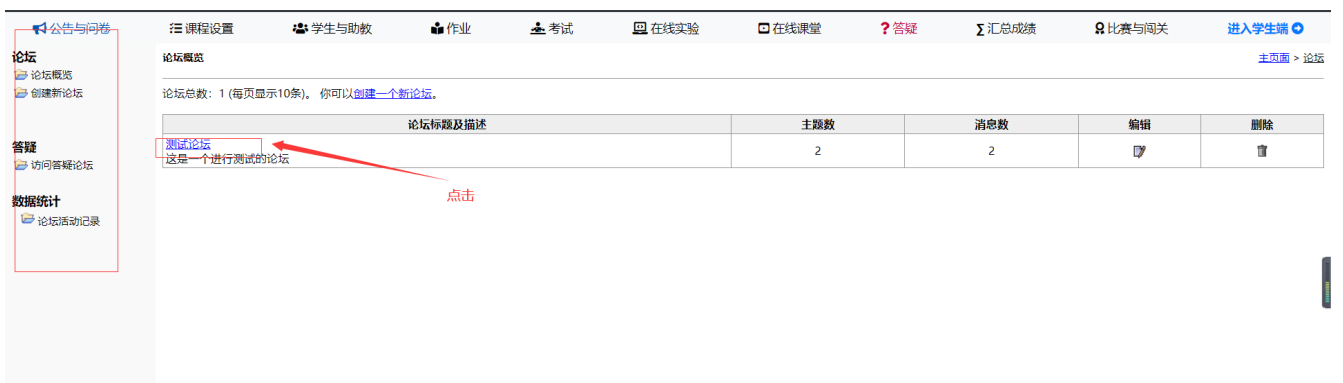 公告与问卷 课程设置 学生与助教 作业 考试 在线实验 在线课堂 ?答疑 ∑汇总成绩 比赛与闯关 进入学生端
论坛
论坛概览
创建新论坛
答疑
访问答疑论坛
数据统计
论坛活动记录
论坛概览 主页面 > 论坛
论坛总数：1 (每页显示10条)。 你可以创建一个新论坛。
论坛标题及描述 主题数 消息数 编辑 删除
测试论坛 2 2
这是一个进行测试的论坛
点击